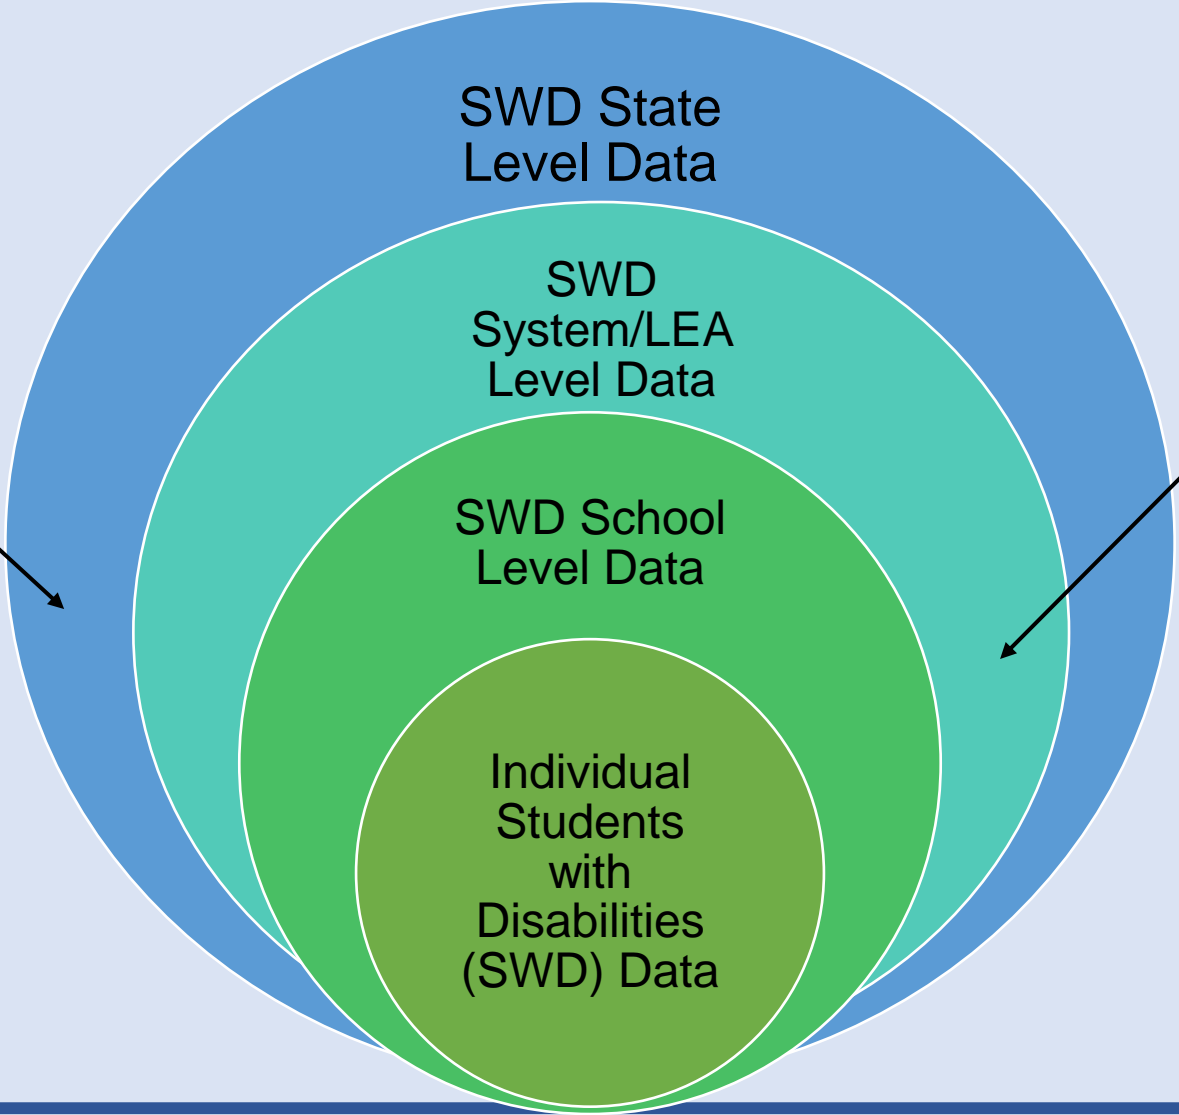 SWD State
Level Data
SWD
System/LEA
Level Data
SWD School
Level Data
Individual
Students
with
Disabilities
(SWD) Data